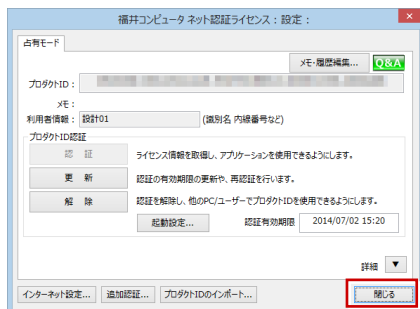 福井コンピュータ ネット認証ライセンス：設定：
占有モード
メモ・履歴編集... Q&A
プロダクトID：
メモ：
利用者情報： 設計01 (識別名 内線番号など)
プロダクトID認証
認 証 ライセンス情報を取得し、アプリケーションを使用できるようにします。
更 新 認証の有効期限の更新や、再認証を行います。
解 除 認証を解除し、他のPC/ユーザーでプロダクトIDを使用できるようにします。
起動設定... 認証有効期限 2014/07/02 15:20
詳細 ▼
インターネット設定... 追加認証... プロダクトIDのインポート... 閉じる